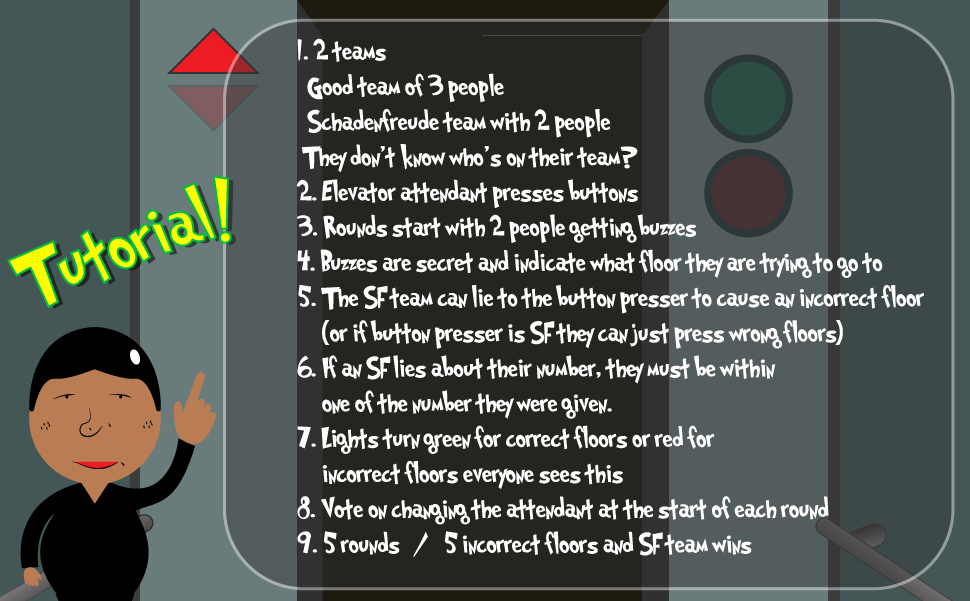 Tutorial!
1. 2 teams
Good team of 3 people
Schadenfreude team with 2 people
They don't know who's on their team?
2. Elevator attendant presses buttons
3. Rounds start with 2 people getting buzzes
4. Buzzes are secret and indicate what floor they are trying to go to
5. The SF team can lie to the button presser to cause an incorrect floor
(or if button presser is SF they can just press wrong floors)
6. If an SF lies about their number, they must be within
one of the number they were given.
7. Lights turn green for correct floors or red for
incorrect floors everyone sees this
8. Vote on changing the attendant at the start of each round
9. 5 rounds / 5 incorrect floors and SF team wins